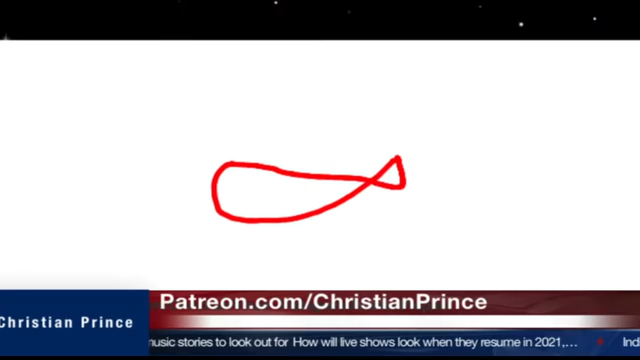 Patreon.com/ChristianPrince
Christian Prince
music stories to look out for How will live shows look when they resume in 2021,... • Ind